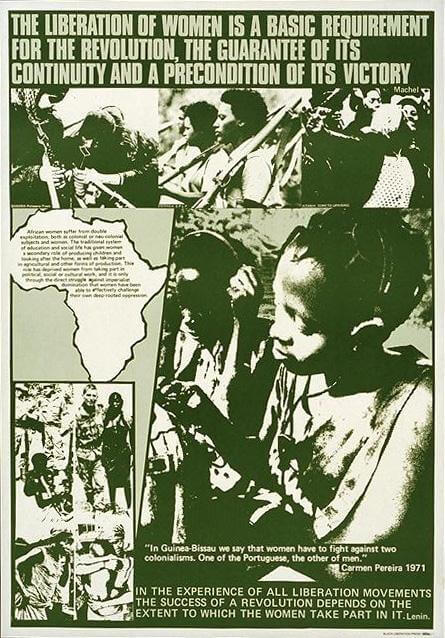 THE LIBERATION OF WOMEN IS A BASIC REQUIREMENT
FOR THE REVOLUTION, THE GUARANTEE OF ITS
CONTINUITY AND A PRECONDITION OF ITS VICTORY
Machel
African women suffer from double
exploitation, both as colonial or neo-colonial
subjects and women. The traditional system
of education and social life has given women
a secondary role of producing children and
looking after the home, as well as taking part
in agricultural and other forms of production. This
role has deprived women from taking part in
political, social or cultural work, and it is only
through the direct struggle against imperialist
domination that women have been
able to effectively challenge
their own deep-rooted oppression.
"In Guinea-Bissau we say that women have to fight against two
colonialisms. One of the Portuguese, the other of men."
Carmen Pereira 1971
IN THE EXPERIENCE OF ALL LIBERATION MOVEMENTS
THE SUCCESS OF A REVOLUTION DEPENDS ON THE
EXTENT TO WHICH THE WOMEN TAKE PART IN IT. Lenin.
BLACK LIBERATION PRESS